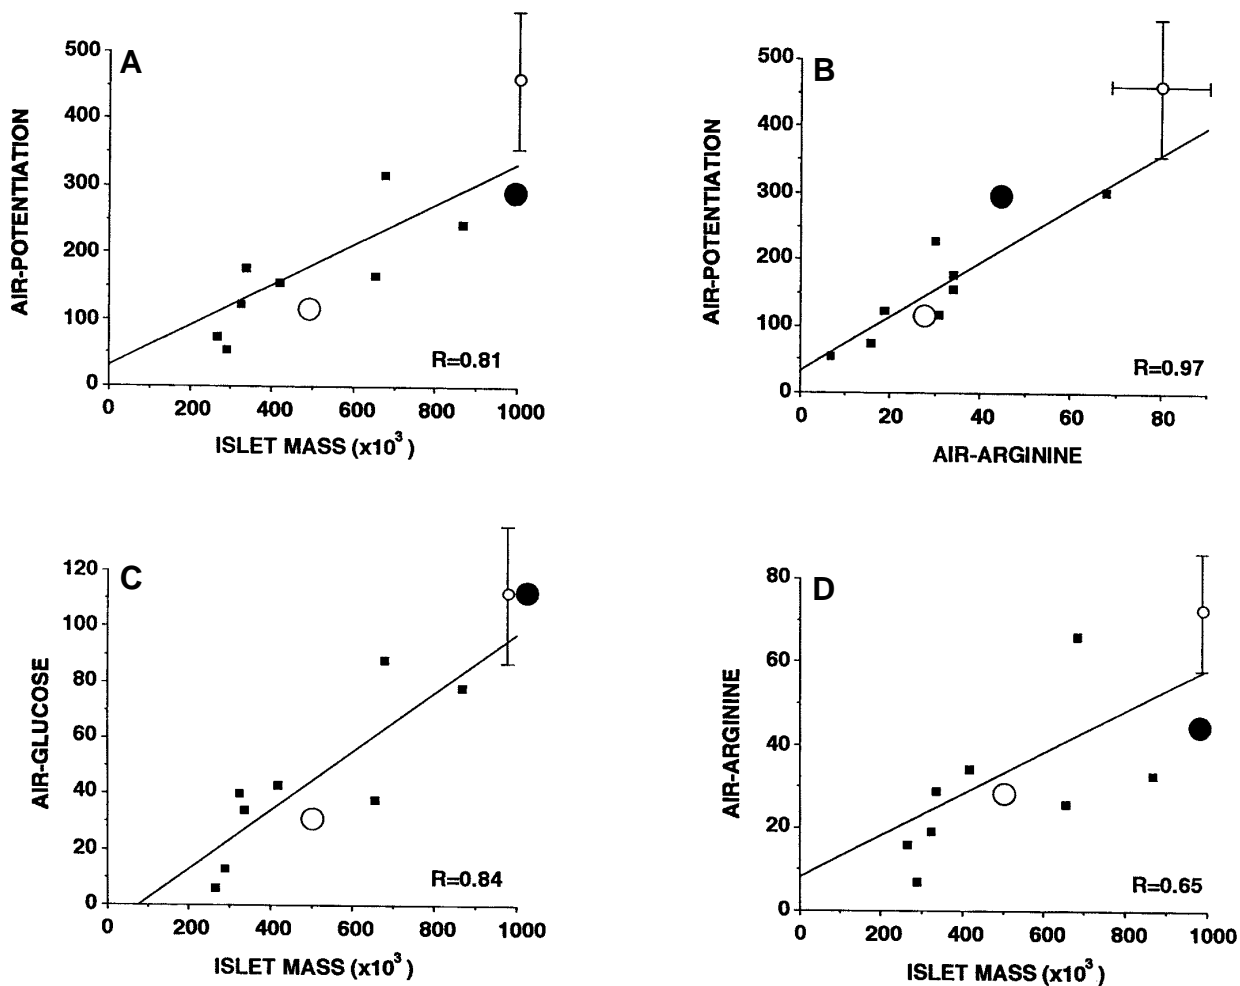 A
AIR-POTENTIATION
500
400
300
200
100
0
R=0.81
0 200 400 600 800 1000
ISLET MASS (x10³)
B
AIR-POTENTIATION
500
400
300
200
100
0
R=0.97
0 20 40 60 80
AIR-ARGININE
C
AIR-GLUCOSE
120
100
80
60
40
20
0
R=0.84
0 200 400 600 800 1000
ISLET MASS (x10³)
D
AIR-ARGININE
80
60
40
20
0
R=0.65
0 200 400 600 800 1000
ISLET MASS (x10³)